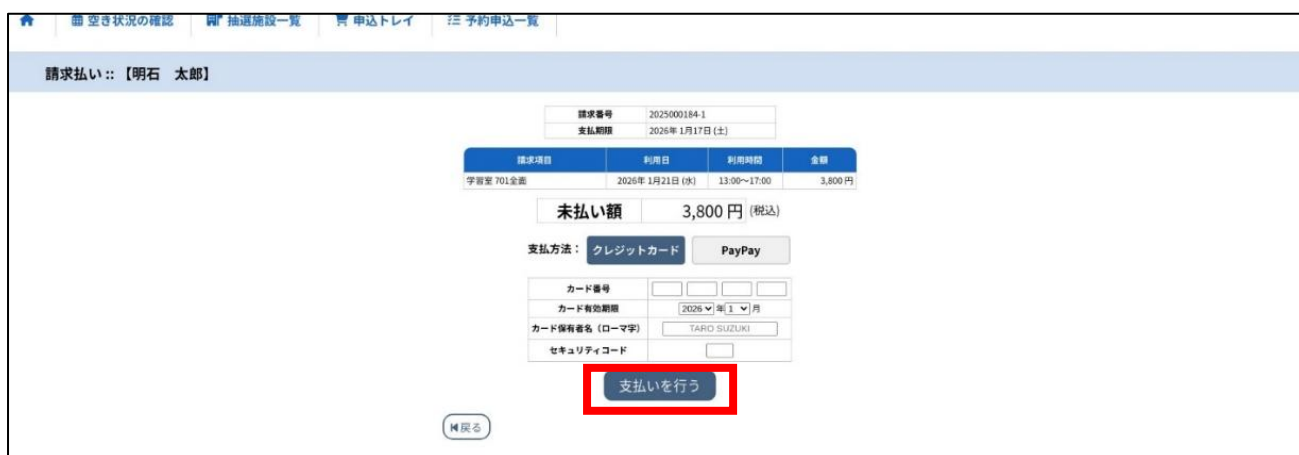 空き状況の確認 抽選施設一覧 申込トレイ 予約申込一覧
請求払い :: 【明石 太郎】
請求番号 2025000184-1
支払期限 2026年 1月17日 (土)
請求項目 利用日 利用時間 金額
学習室 701全面 2026年 1月21日 (水) 13:00～17:00 3,800 円
未払い額 3,800 円 (税込)
支払方法： クレジットカード PayPay
カード番号
カード有効期限 2026 年 1 月
カード保有者名（ローマ字） TARO SUZUKI
セキュリティコード
支払いを行う
戻る